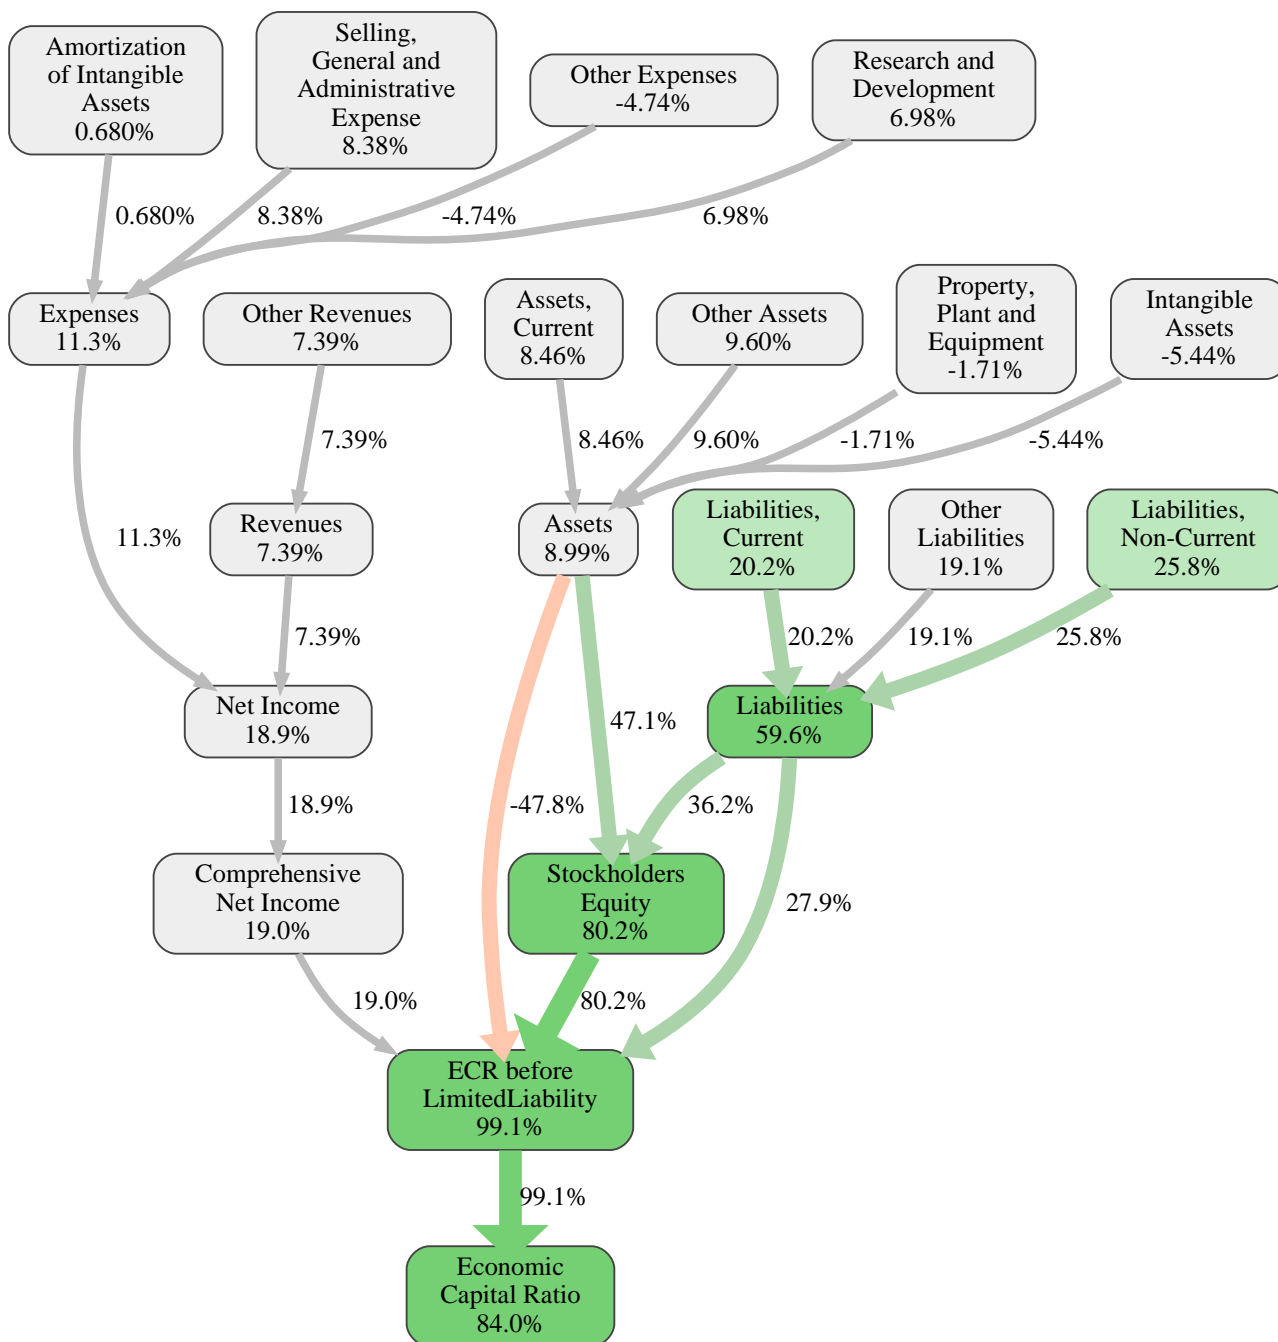 Amortization
of Intangible
Assets
0.680%
Selling,
General and
Administrative
Expense
8.38%
Other Expenses
-4.74%
Research and
Development
6.98%
0.680%
8.38%
-4.74%
6.98%
Expenses
11.3%
Other Revenues
7.39%
Assets,
Current
8.46%
Other Assets
9.60%
Property,
Plant and
Equipment
-1.71%
Intangible
Assets
-5.44%
7.39%
8.46%
9.60%
-1.71%
-5.44%
11.3%
Revenues
7.39%
Assets
8.99%
Liabilities,
Current
20.2%
Other
Liabilities
19.1%
Liabilities,
Non-Current
25.8%
7.39%
20.2%
19.1%
25.8%
Net Income
18.9%
47.1%
Liabilities
59.6%
18.9%
-47.8%
36.2%
Comprehensive
Net Income
19.0%
Stockholders
Equity
80.2%
27.9%
19.0%
80.2%
ECR before
LimitedLiability
99.1%
99.1%
Economic
Capital Ratio
84.0%